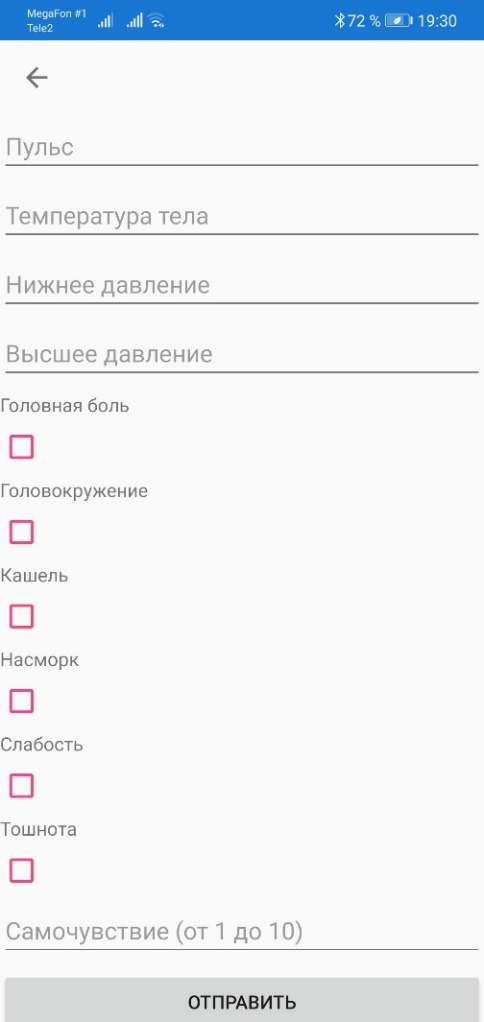 MegaFon #1
Tele2
72 % 19:30
Пульс
Температура тела
Нижнее давление
Высшее давление
Головная боль
Головокружение
Кашель
Насморк
Слабость
Тошнота
Самочувствие (от 1 до 10)
ОТПРАВИТЬ